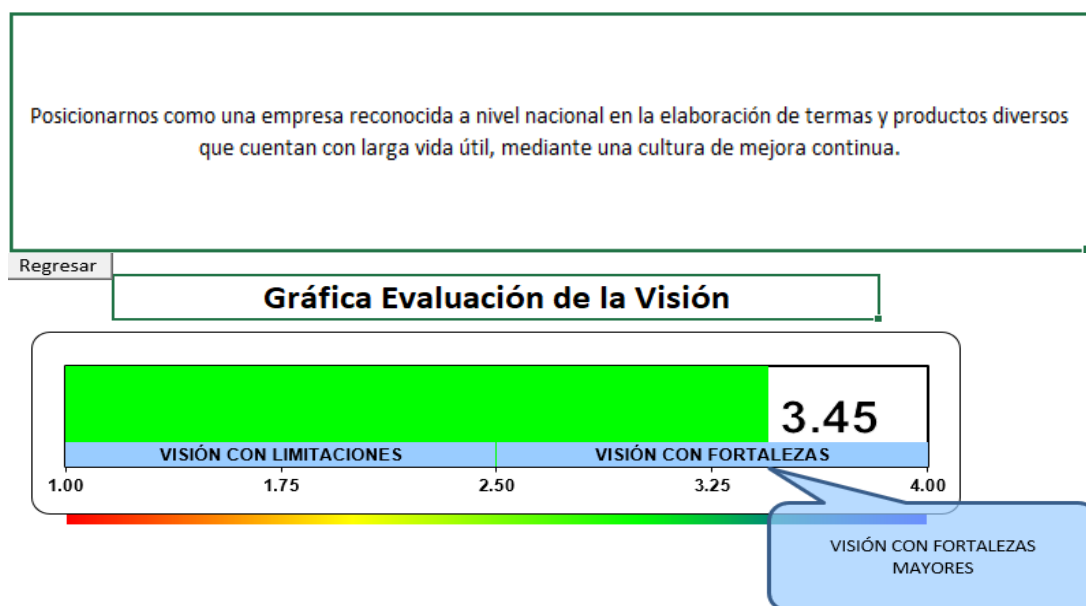 Posicionarnos como una empresa reconocida a nivel nacional en la elaboración de termas y productos diversos
que cuentan con larga vida útil, mediante una cultura de mejora continua.
Regresar
Gráfica Evaluación de la Visión
3.45
VISIÓN CON LIMITACIONES VISIÓN CON FORTALEZAS
1.00 1.75 2.50 3.25 4.00
VISIÓN CON FORTALEZAS
MAYORES